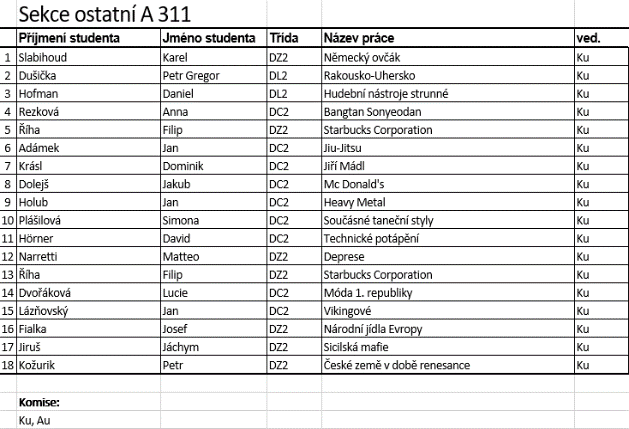 Sekce ostatní A 311
Příjmení studenta Jméno studenta Třída Název práce ved.
1 Slabihoud Karel DZ2 Německý ovčák Ku
2 Dušička Petr Gregor DL2 Rakousko-Uhersko Ku
3 Hofman Daniel DL2 Hudební nástroje strunné Ku
4 Rezková Anna DC2 Bangtan Sonyeodan Ku
5 Říha Filip DZ2 Starbucks Corporation Ku
6 Adámek Jan DC2 Jiu-Jitsu Ku
7 Krásl Dominik DC2 Jiří Mádl Ku
8 Dolejš Jakub DC2 Mc Donald's Ku
9 Holub Jan DC2 Heavy Metal Ku
10 Plášilová Simona DC2 Součásné taneční styly Ku
11 Hörner David DC2 Technické potápění Ku
12 Narretti Matteo DZ2 Deprese Ku
13 Říha Filip DZ2 Starbucks Corporation Ku
14 Dvořáková Lucie DC2 Móda 1. republiky Ku
15 Lázňovský Jan DC2 Vikingové Ku
16 Fialka Josef DZ2 Národní jídla Evropy Ku
17 Jiruš Jáchym DZ2 Sicilská mafie Ku
18 Kožurik Petr DZ2 České země v době renesance Ku
Komise:
Ku, Au